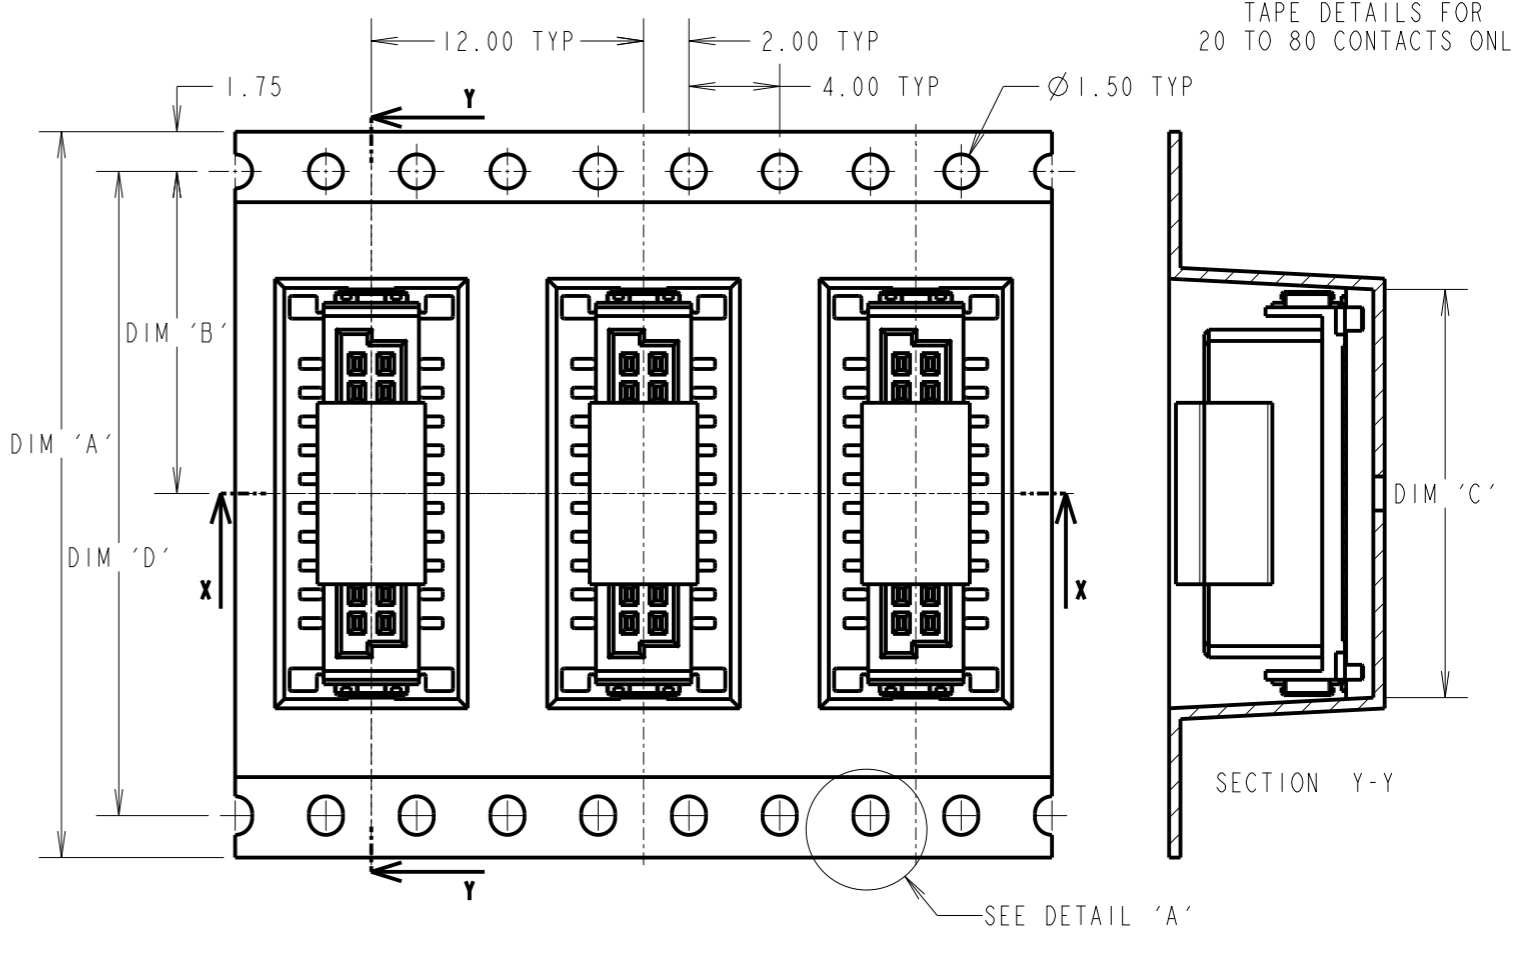 TAPE DETAILS FOR
20 TO 80 CONTACTS ONL
12.00 TYP
2.00 TYP
1.75
Y
4.00 TYP
Ø1.50 TYP
DIM 'B'
DIM 'A'
DIM 'C'
DIM 'D'
X
X
SECTION Y-Y
Y
SEE DETAIL 'A'